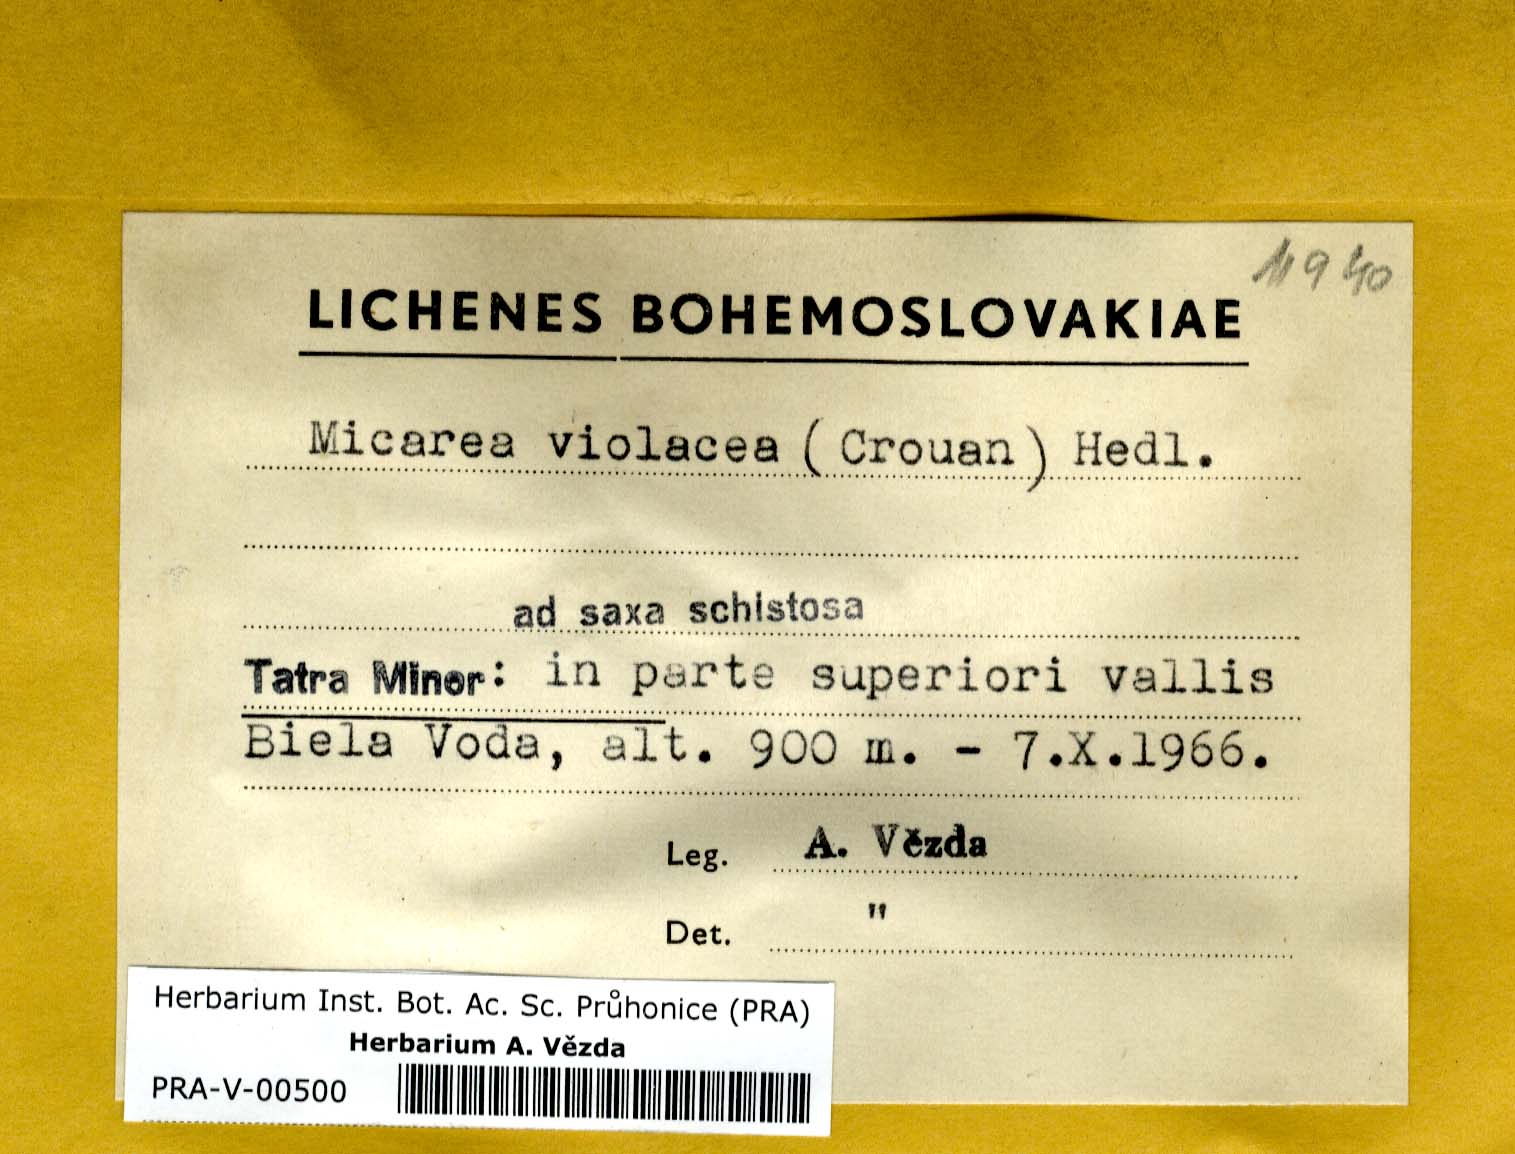 LICHENES BOHEMOSLOVAKIAE
Micarea violacea (Crouan) Hedl.
ad saxa schistosa
Tatra Minor: in parte superiori vallis
Biela Voda, alt. 900 m. - 7.X.1966.
Leg. A. Vězda
Det. "
Herbarium Inst. Bot. Ac. Sc. Průhonice (PRA)
Herbarium A. Vězda
PRA-V-00500